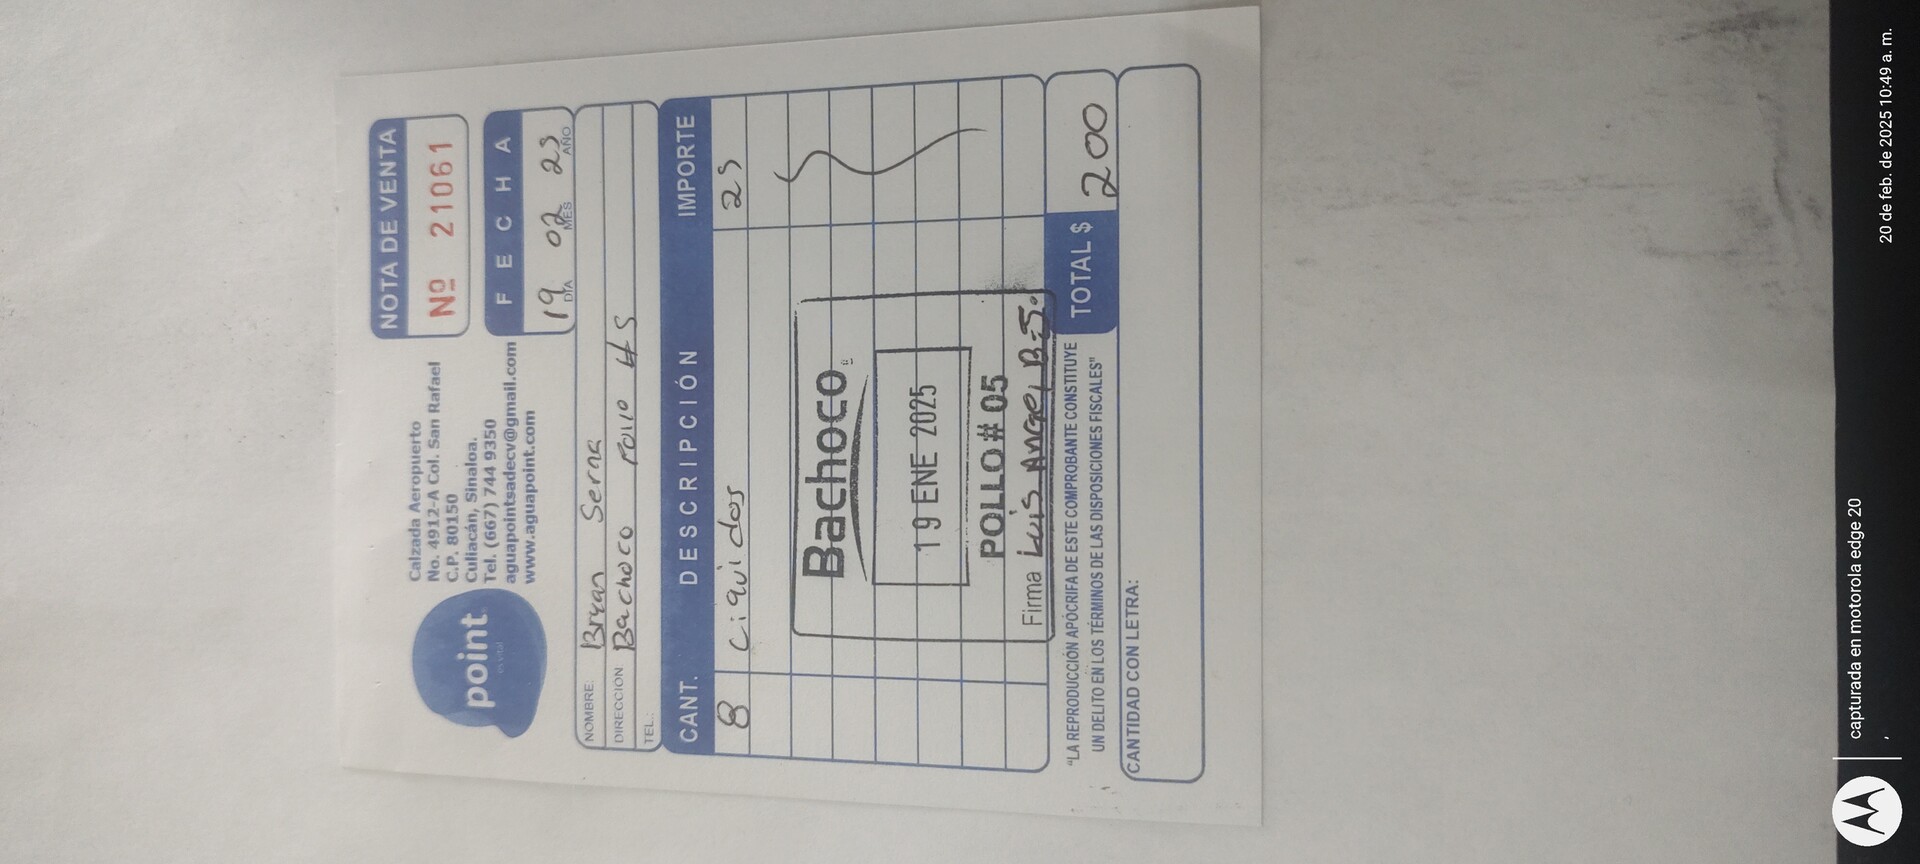 point
es vital
Calzada Aeropuerto
No. 4912-A Col. San Rafael
C.P. 80150
Culiacán, Sinaloa.
Tel. (667) 744 9350
aguapointsadecv@gmail.com
www.aguapoint.com
NOTA DE VENTA
Nº 21061
FECHA
19 02 25
DÍA MES AÑO
NOMBRE: Bryan Serna
DIRECCION Bachoco Pollo #5
TEL.:
CANT. DESCRIPCIÓN IMPORTE
8 Liquidos 25
Bachoco
19 ENE 2025
POLLO # 05
Firma Luis Angel B.S.
"LA REPRODUCCIÓN APÓCRIFA DE ESTE COMPROBANTE CONSTITUYE
UN DELITO EN LOS TÉRMINOS DE LAS DISPOSICIONES FISCALES"
TOTAL $ 200
CANTIDAD CON LETRA:
capturada en motorola edge 20
,
20 de feb. de 2025 10:49 a. m.